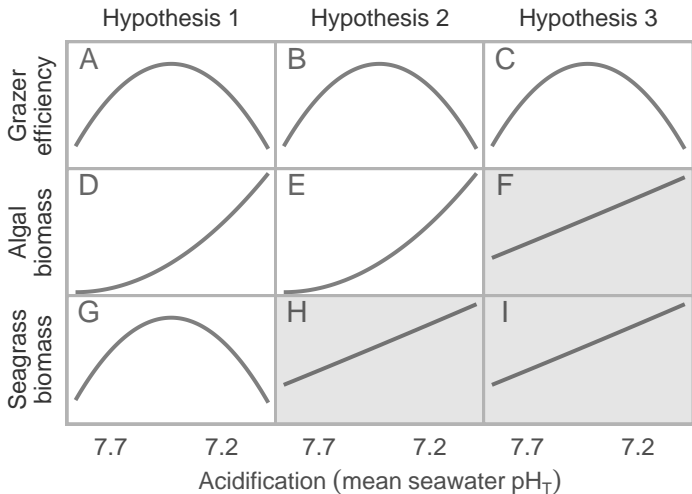 Hypothesis 1 Hypothesis 2 Hypothesis 3
Grazer
efficiency
A B C
Algal
biomass
D E F
Seagrass
biomass
G H I
7.7 7.2 7.7 7.2 7.7 7.2
Acidification (mean seawater pH_T)